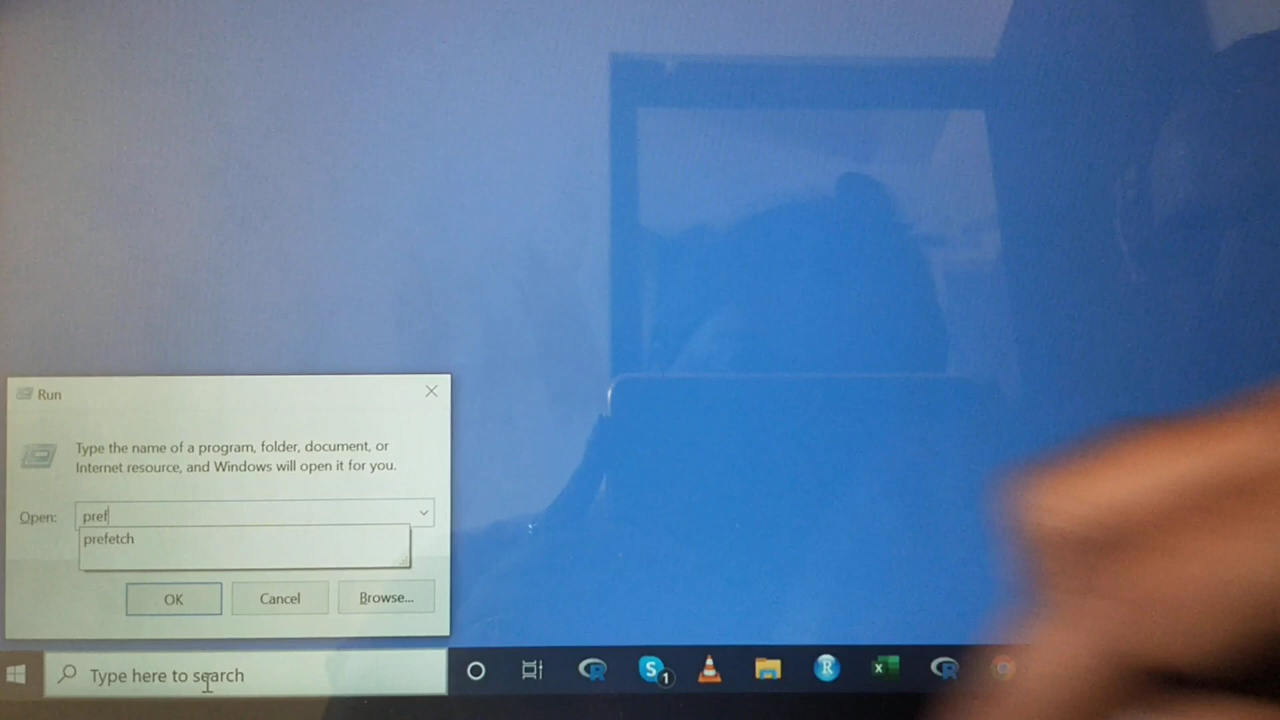 Run
Type the name of a program, folder, document, or
Internet resource, and Windows will open it for you.
Open: pref
prefetch
OK Cancel Browse...
Type here to search
R S 1 R X R